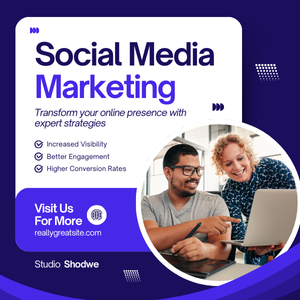 Social Media
Marketing
Transform your online presence with
expert strategies
Increased Visibility
Better Engagement
Higher Conversion Rates
Visit Us
For More
reallygreatsite.com
Studio Shodwe